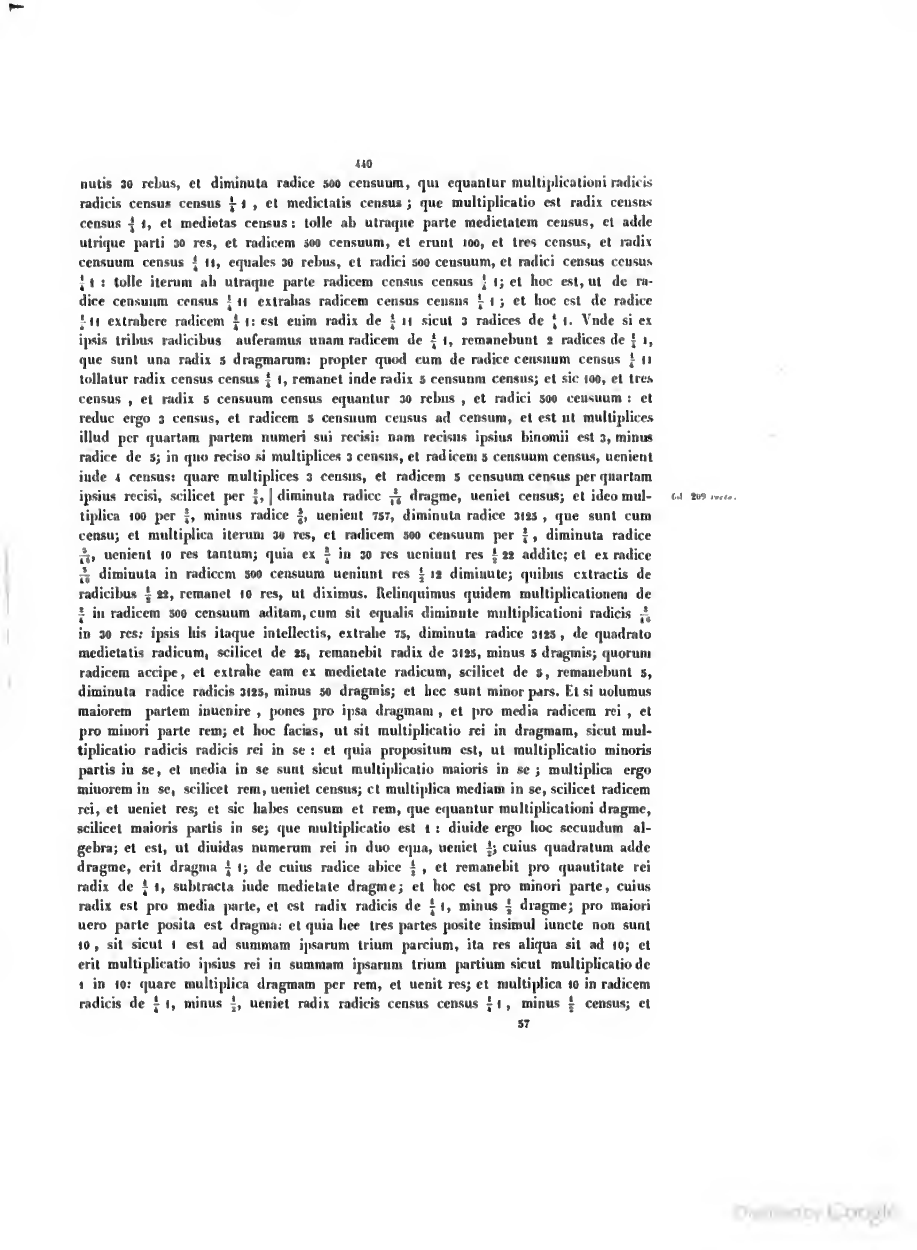 440
nutis 30 rebus, et diminuta radice 500 censuum, qui equantur multiplicationi radicis
radicis census census 1/4 1 , et medietatis census ; que multiplicatio est radix census
census 1/4 1, et medietas census : tolle ab utraque parte medietatem census, et adde
utrique parti 30 res, et radicem 500 censuum, et erunt 100, et tres census, et radix
censuum census 1/4 11, equales 30 rebus, et radici 500 censuum, et radici census census
1/4 1 : tolle iterum ab utraque parte radicem census census 1/4 1; et hoc est, ut de ra-
dice censuum census 1/4 11 extrahas radicem census census 1/4 1 ; et hoc est de radice
1/4 11 extrahere radicem 1/4 1: est enim radix de 1/4 11 sicut 3 radices de 1/4 1. Vnde si ex
ipsis tribus radicibus auferamus unam radicem de 1/4 1, remanebunt 2 radices de 1/4 1,
que sunt una radix 5 dragmarum: propter quod cum de radice censuum census 1/4 11
tollatur radix census census 1/4 1, remanet inde radix 5 censuum census; et sic 100, et tres
census , et radix 5 censuum census equantur 30 rebus , et radici 500 censuum : et
reduc ergo 3 census, et radicem 5 censuum census ad censum, et est ut multiplices
illud per quartam partem numeri sui recisi: nam recisus ipsius binomii est 3, minus
radice de 5; in quo reciso si multiplices 3 census, et radicem 5 censuum census, uenient
iude 4 census: quare multiplices 3 census, et radicem 5 censuum census per quartam
ipsius recisi, scilicet per 3/4, | diminuta radice 5/16 dragme, ueniet census; et ideo mul-
fol. 209 recto.
tiplica 100 per 3/4, minus radice 5/16, uenient 757, diminuta radice 3125 , que sunt cum
censu; et multiplica iterum 30 res, et radicem 500 censuum per 3/4 , diminuta radice
5/16, uenient 10 res tantum; quia ex 3/4 in 30 res ueniunt res 1/2 22 addite; et ex radice
5/16 diminuta in radicem 500 censuum ueniunt res 1/2 12 diminute; quibus extractis de
radicibus 1/2 22, remanet 10 res, ut diximus. Relinquimus quidem multiplicationem de
3/4 in radicem 500 censuum aditam, cum sit equalis diminute multiplicationi radicis 5/16
in 30 res: ipsis his itaque intellectis, extrahe 75, diminuta radice 3125 , de quadrato
medietatis radicum, scilicet de 25, remanebit radix de 3125, minus 5 dragmis; quorum
radicem accipe, et extrahe eam ex medietate radicum, scilicet de 5, remanebunt 5,
diminuta radice radicis 3125, minus 50 dragmis; et hec sunt minor pars. Et si uolumus
maiorem partem inuenire , pones pro ipsa dragmam , et pro media radicem rei , et
pro minori parte rem; et hoc facias, ut sit multiplicatio rei in dragmam, sicut mul-
tiplicatio radicis radicis rei in se : et quia propositum est, ut multiplicatio minoris
partis in se, et media in se sunt sicut multiplicatio maioris in se ; multiplica ergo
minorem in se, scilicet rem, ueniet census; et multiplica mediam in se, scilicet radicem
rei, et ueniet res; et sic habes censum et rem, que equantur multiplicationi dragme,
scilicet maioris partis in se; que multiplicatio est 1 : diuide ergo hoc secundum al-
gebra; et est, ut diuidas numerum rei in duo equa, ueniet 1/2; cuius quadratum adde
dragme, erit dragma 1/4 1; de cuius radice abice 1/2 , et remanebit pro quantitate rei
radix de 1/4 1, subtracta iude medietate dragme; et hoc est pro minori parte, cuius
radix est pro media parte, et est radix radicis de 1/4 1, minus 1/2 dragme; pro maiori
uero parte posita est dragma: et quia hee tres partes posite insimul iuncte non sunt
10 , sit sicut 1 est ad summam ipsarum trium parcium, ita res aliqua sit ad 10; et
erit multiplicatio ipsius rei in summam ipsarum trium partium sicut multiplicatio de
1 in 10: quare multiplica dragmam per rem, et uenit res; et multiplica 10 in radicem
radicis de 1/4 1, minus 1/2, ueniet radix radicis census census 1/4 1 , minus 1/2 census; et
57
Digitized by Google